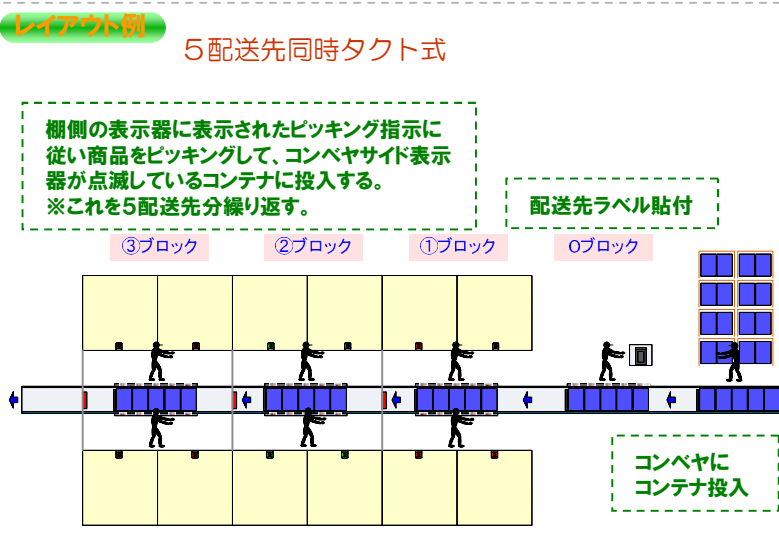 レイアウト例
５配送先同時タクト式
棚側の表示器に表示されたピッキング指示に
従い商品をピッキングして、コンベヤサイド表示
器が点滅しているコンテナに投入する。
※これを５配送先分繰り返す。
配送先ラベル貼付
③ブロック
②ブロック
①ブロック
0ブロック
コンベヤに
コンテナ投入